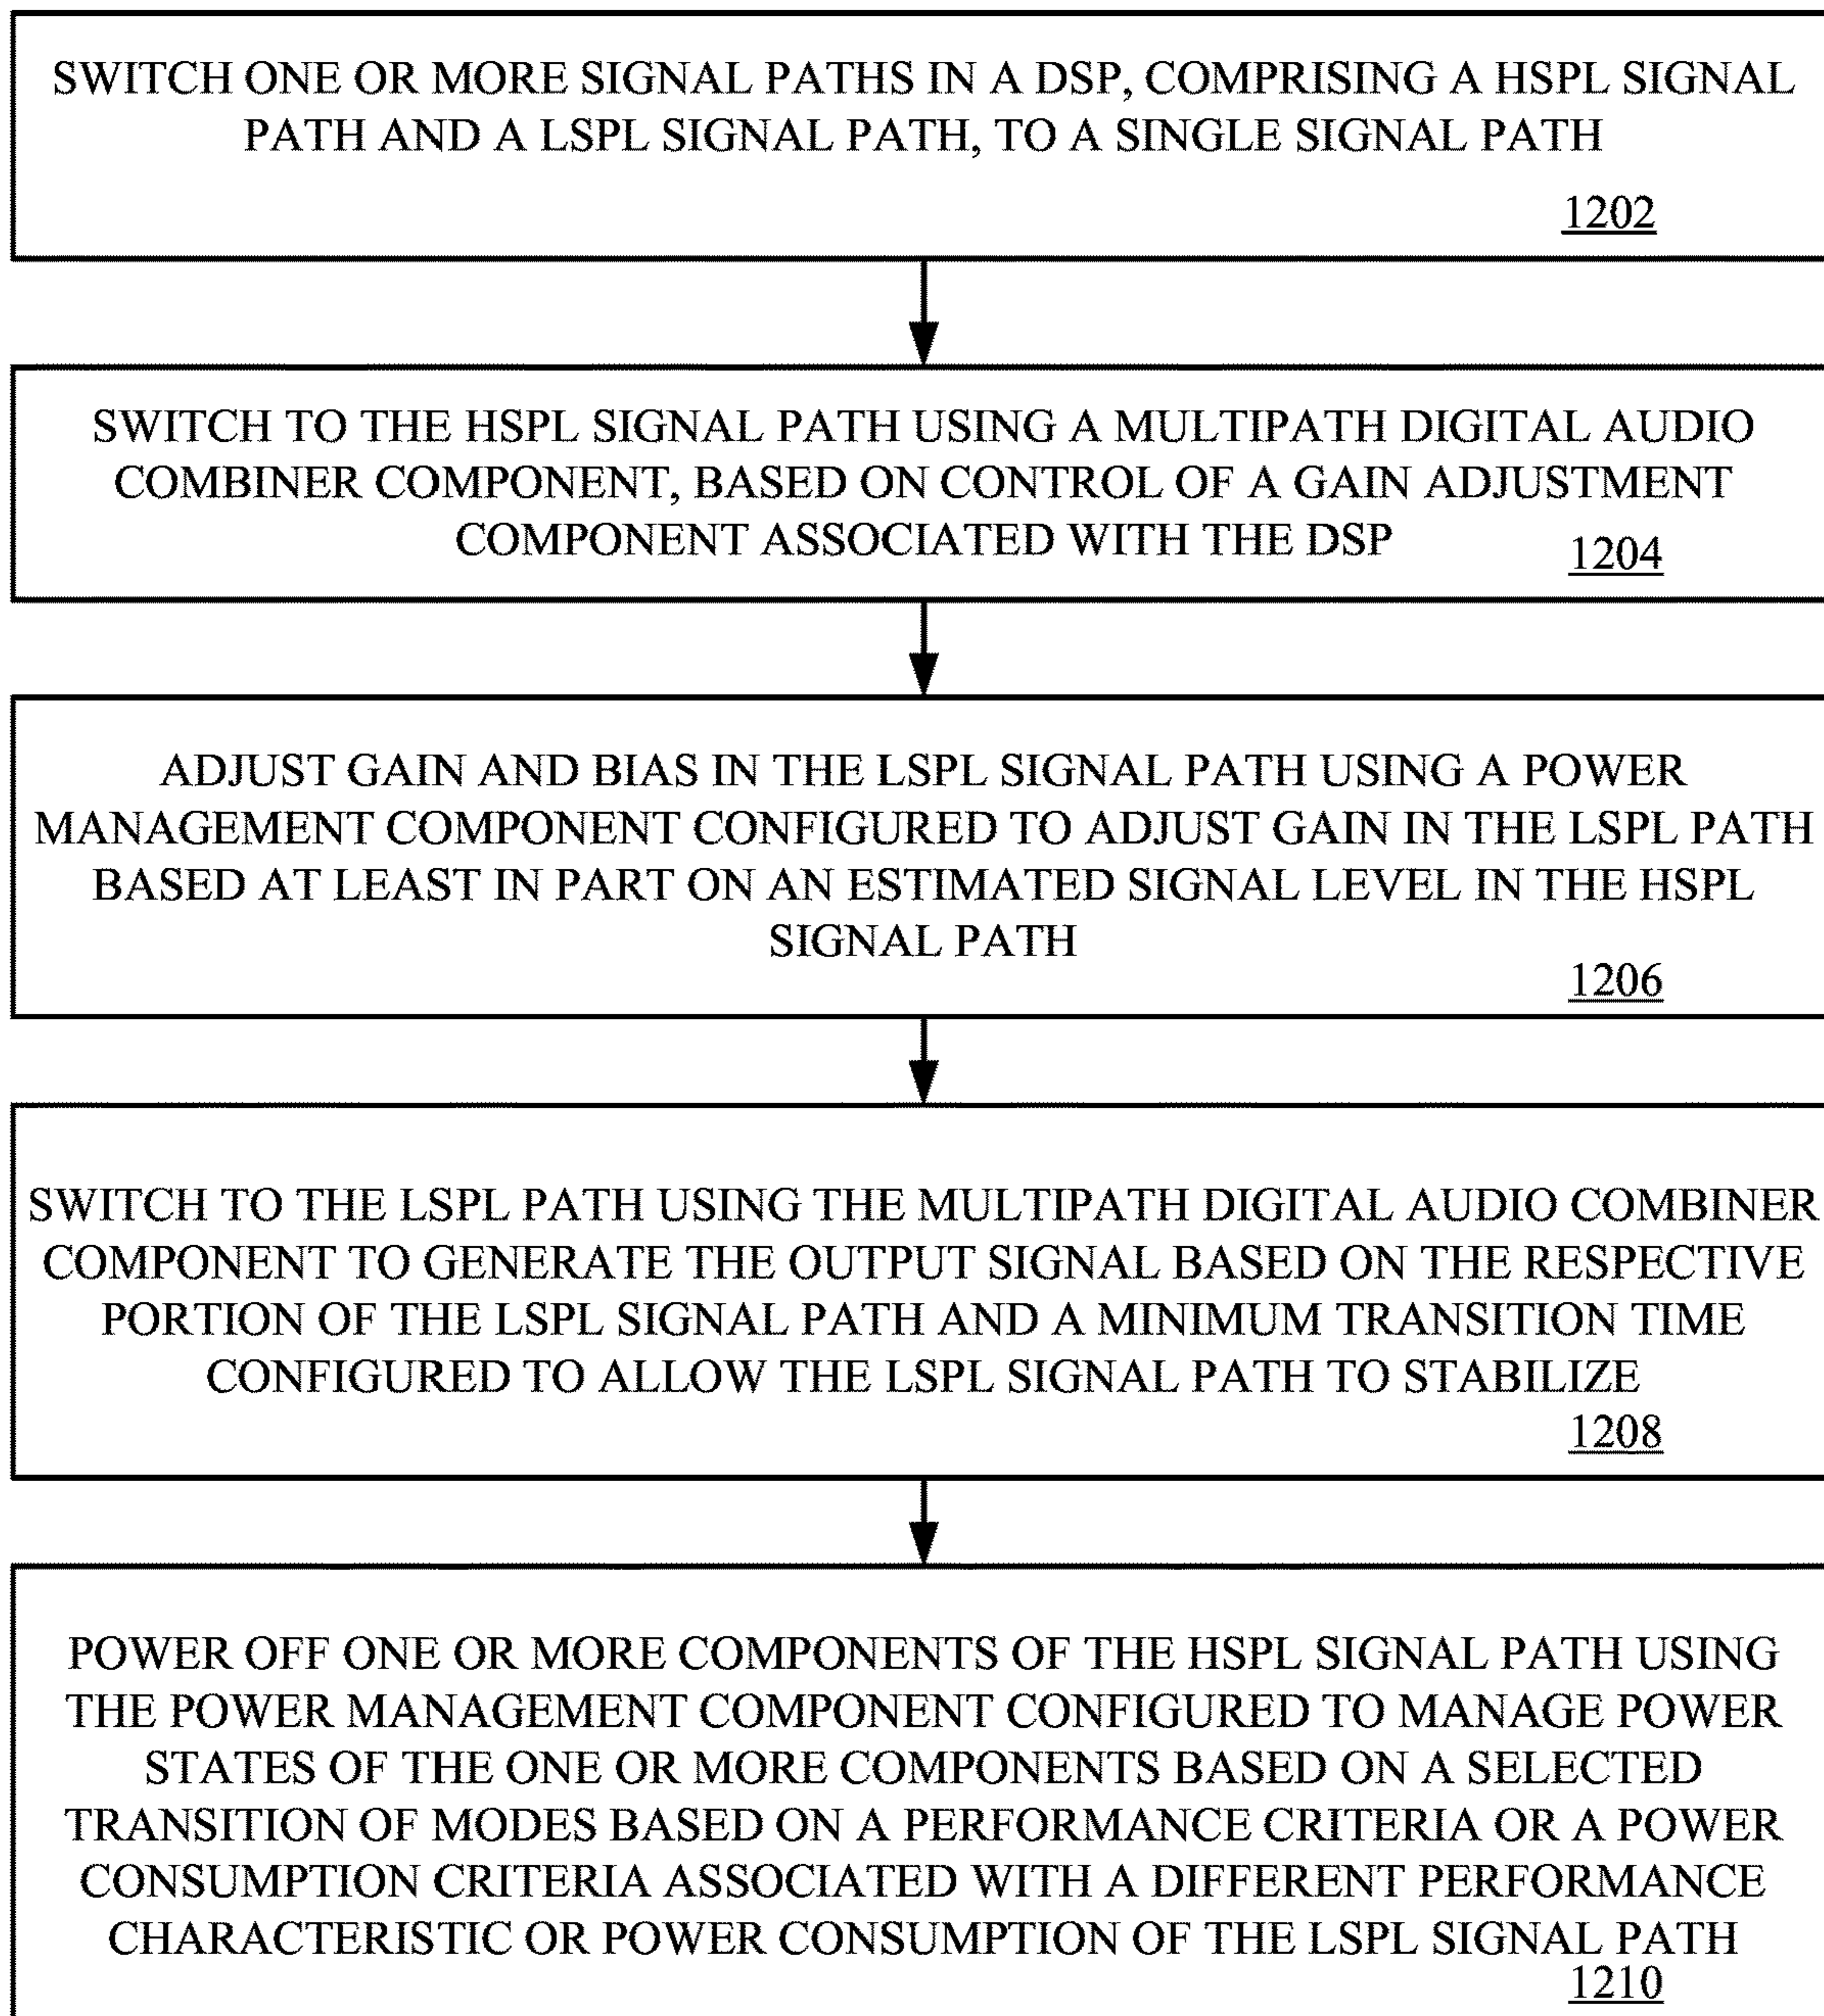 SWITCH ONE OR MORE SIGNAL PATHS IN A DSP, COMPRISING A HSPL SIGNAL
PATH AND A LSPL SIGNAL PATH, TO A SINGLE SIGNAL PATH
1202
SWITCH TO THE HSPL SIGNAL PATH USING A MULTIPATH DIGITAL AUDIO
COMBINER COMPONENT, BASED ON CONTROL OF A GAIN ADJUSTMENT
COMPONENT ASSOCIATED WITH THE DSP
1204
ADJUST GAIN AND BIAS IN THE LSPL SIGNAL PATH USING A POWER
MANAGEMENT COMPONENT CONFIGURED TO ADJUST GAIN IN THE LSPL PATH
BASED AT LEAST IN PART ON AN ESTIMATED SIGNAL LEVEL IN THE HSPL
SIGNAL PATH
1206
SWITCH TO THE LSPL PATH USING THE MULTIPATH DIGITAL AUDIO COMBINER
COMPONENT TO GENERATE THE OUTPUT SIGNAL BASED ON THE RESPECTIVE
PORTION OF THE LSPL SIGNAL PATH AND A MINIMUM TRANSITION TIME
CONFIGURED TO ALLOW THE LSPL SIGNAL PATH TO STABILIZE
1208
POWER OFF ONE OR MORE COMPONENTS OF THE HSPL SIGNAL PATH USING
THE POWER MANAGEMENT COMPONENT CONFIGURED TO MANAGE POWER
STATES OF THE ONE OR MORE COMPONENTS BASED ON A SELECTED
TRANSITION OF MODES BASED ON A PERFORMANCE CRITERIA OR A POWER
CONSUMPTION CRITERIA ASSOCIATED WITH A DIFFERENT PERFORMANCE
CHARACTERISTIC OR POWER CONSUMPTION OF THE LSPL SIGNAL PATH
1210